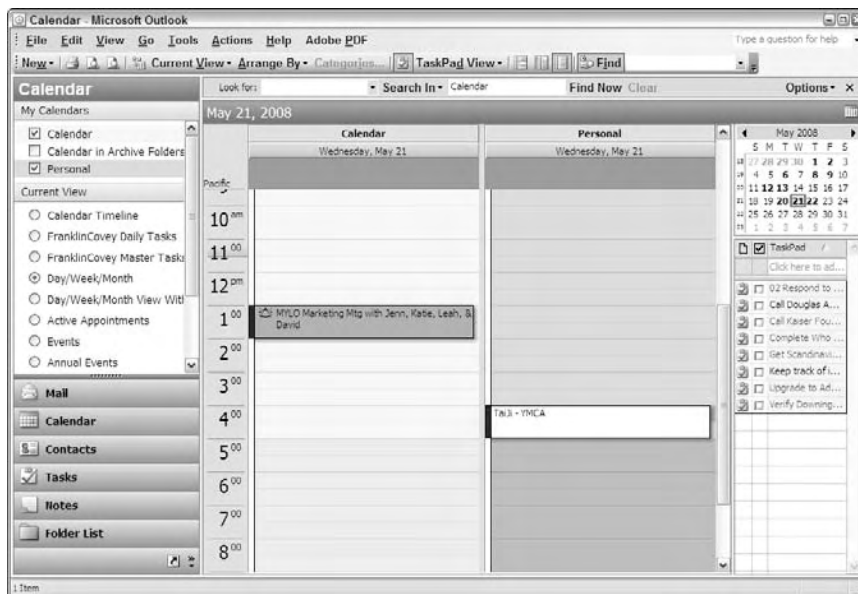 Calendar - Microsoft Outlook
File Edit View Go Tools Actions Help Adobe PDF
Type a question for help
New Current View Arrange By Categories... TaskPad View Find
Calendar
Look for: Search In Calendar Find Now Clear Options
My Calendars
Calendar
Calendar in Archive Folders
Personal
Current View
Calendar Timeline
FranklinCovey Daily Tasks
FranklinCovey Master Tasks
Day/Week/Month
Day/Week/Month View With
Active Appointments
Events
Annual Events
Mail
Calendar
Contacts
Tasks
Notes
Folder List
May 21, 2008
Calendar Personal
Wednesday, May 21 Wednesday, May 21
Pacific
10 am
11 00
12 pm
1 00
MYLO Marketing Mtg with Jenn, Katie, Leah, &
David
2 00
3 00
4 00
TaiJi - YMCA
5 00
6 00
7 00
8 00
May 2008
S M T W T F S
27 28 29 30 1 2 3
4 5 6 7 8 9 10
11 12 13 14 15 16 17
18 19 20 21 22 23 24
25 26 27 28 29 30 31
1 2 3 4 5 6 7
TaskPad
Click here to ad...
02 Respond to ...
Call Douglas A...
Call Kaiser Fou...
Complete Who ...
Get Scandinavi...
Keep track of i...
Upgrade to Ad...
Verify Downing...
1 Item